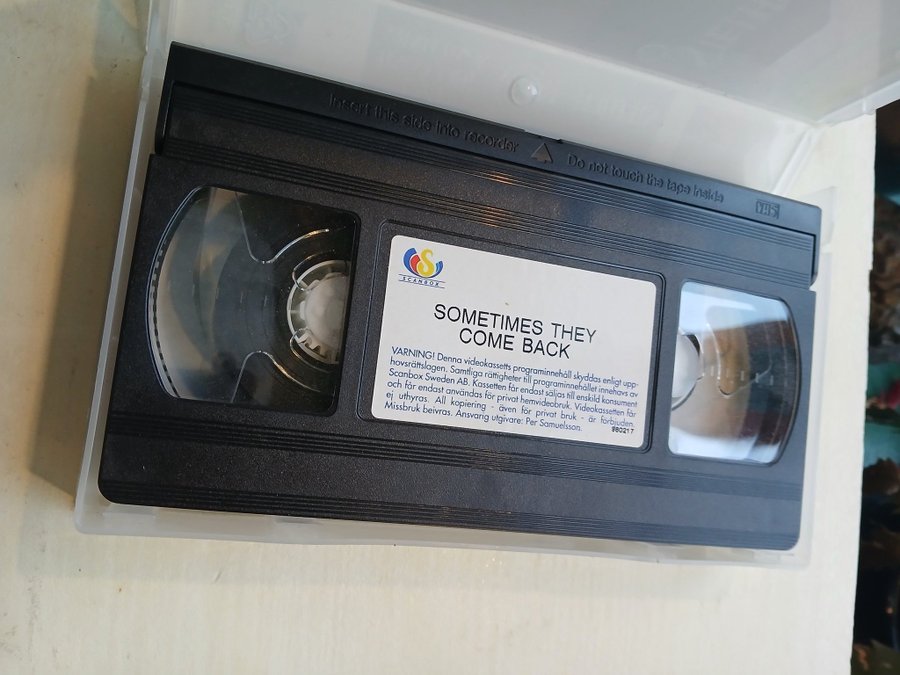 Insert this side into recorder Do not touch the tape inside VHS
SCANBOX
SOMETIMES THEY
COME BACK
VARNING! Denna videokassetts programinnehåll skyddas enligt upp-
hovsrättslagen. Samtliga rättigheter till programinnehållet innehavs av
Scanbox Sweden AB. Kassetten får endast säljas till enskild konsument
och får endast användas för privat hemvideobruk. Videokassetten får
ej uthyras. All kopiering - även för privat bruk - är förbjuden.
Missbruk beivras. Ansvarig utgivare: Per Samuelsson.